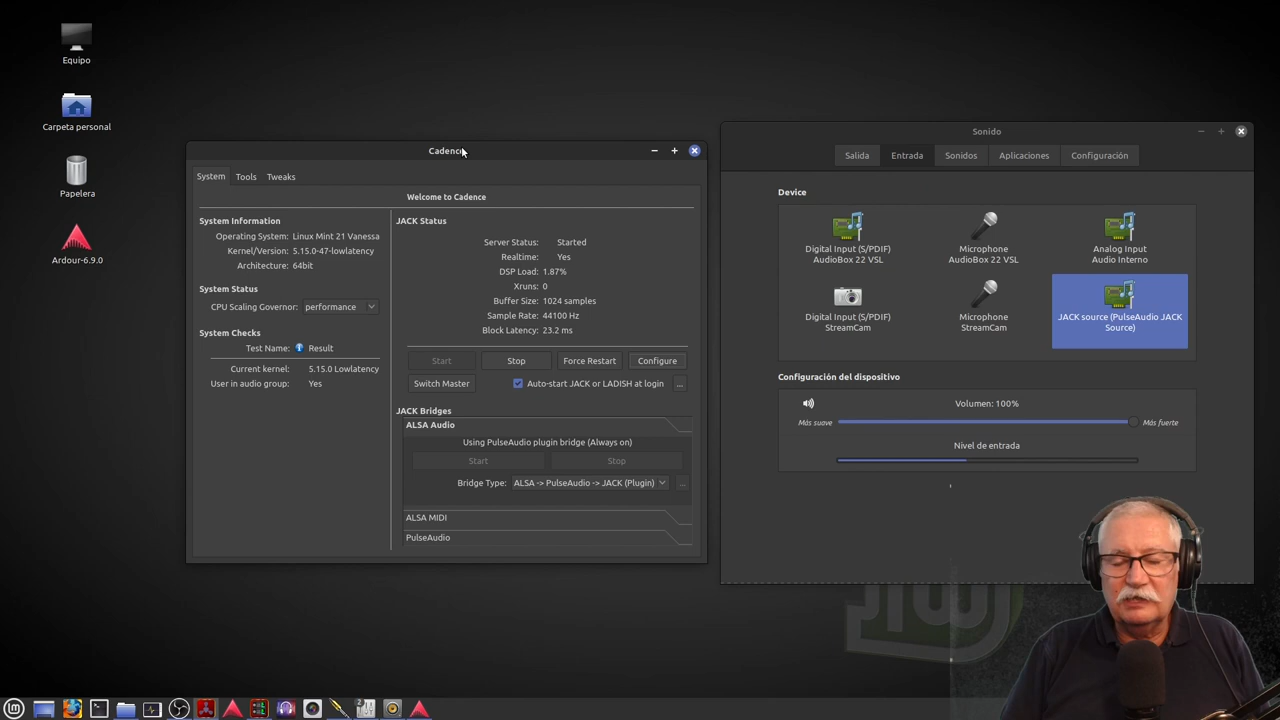 Equipo
Carpeta personal
Papelera
Ardour-6.9.0
Cadence
System Tools Tweaks
Welcome to Cadence
System Information
Operating System: Linux Mint 21 Vanessa
Kernel/Version: 5.15.0-47-lowlatency
Architecture: 64bit
System Status
CPU Scaling Governor: performance
System Checks
Test Name: Result
Current kernel: 5.15.0 Lowlatency
User in audio group: Yes
JACK Status
Server Status: Started
Realtime: Yes
DSP Load: 1.87%
Xruns: 0
Buffer Size: 1024 samples
Sample Rate: 44100 Hz
Block Latency: 23.2 ms
Start Stop Force Restart Configure
Switch Master Auto-start JACK or LADISH at login ...
JACK Bridges
ALSA Audio
Using PulseAudio plugin bridge (Always on)
Start Stop
Bridge Type: ALSA -> PulseAudio -> JACK (Plugin) ...
ALSA MIDI
PulseAudio
Sonido
Salida Entrada Sonidos Aplicaciones Configuración
Device
Digital Input (S/PDIF)
AudioBox 22 VSL
Microphone
AudioBox 22 VSL
Analog Input
Audio Interno
Digital Input (S/PDIF)
StreamCam
Microphone
StreamCam
JACK source (PulseAudio JACK
Source)
Configuración del dispositivo
Volumen: 100%
Más suave Más fuerte
Nivel de entrada